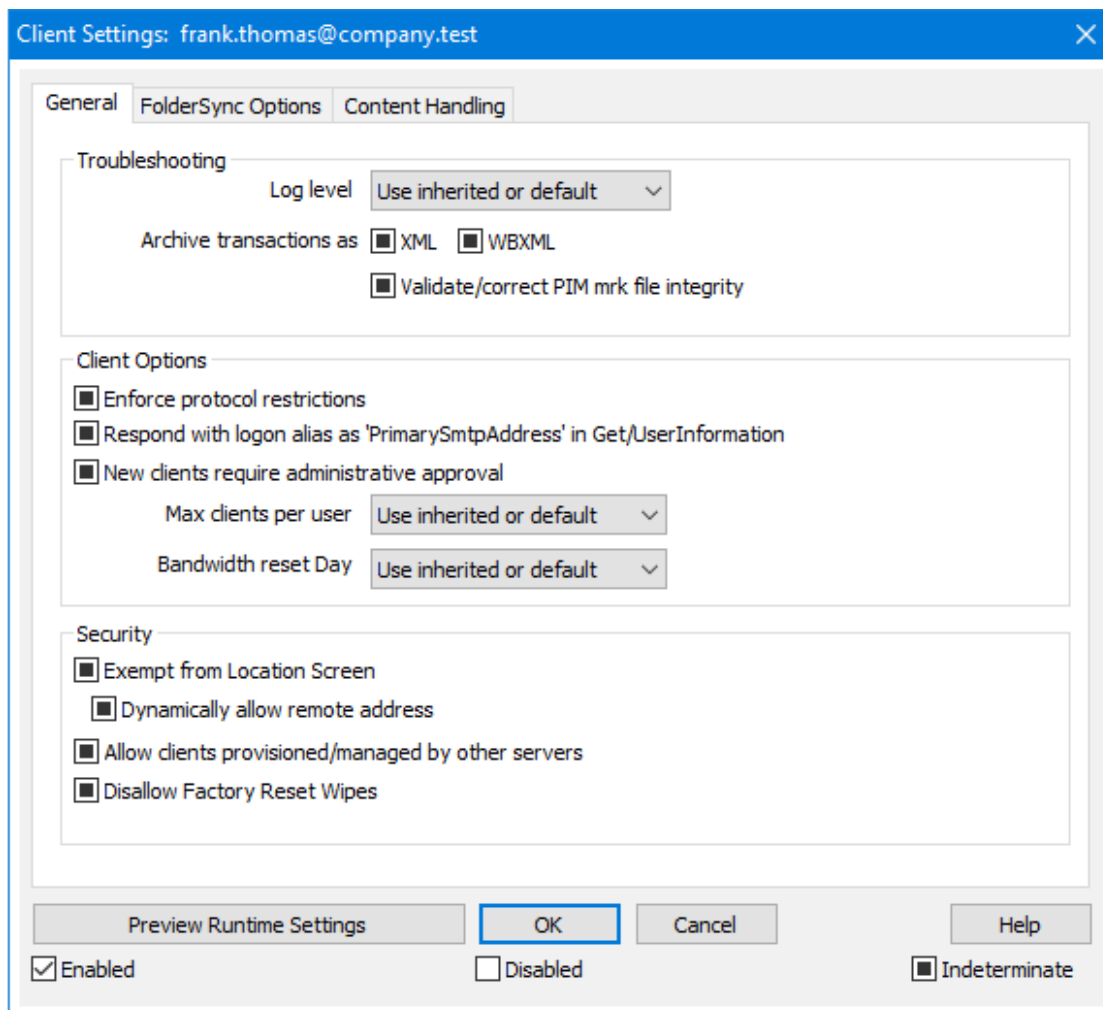 Client Settings: frank.thomas@company.test
General FolderSync Options Content Handling
Troubleshooting
Log level Use inherited or default
Archive transactions as XML WBXML
Validate/correct PIM mrk file integrity
Client Options
Enforce protocol restrictions
Respond with logon alias as 'PrimarySmtpAddress' in Get/UserInformation
New clients require administrative approval
Max clients per user Use inherited or default
Bandwidth reset Day Use inherited or default
Security
Exempt from Location Screen
Dynamically allow remote address
Allow clients provisioned/managed by other servers
Disallow Factory Reset Wipes
Preview Runtime Settings OK Cancel Help
Enabled Disabled Indeterminate